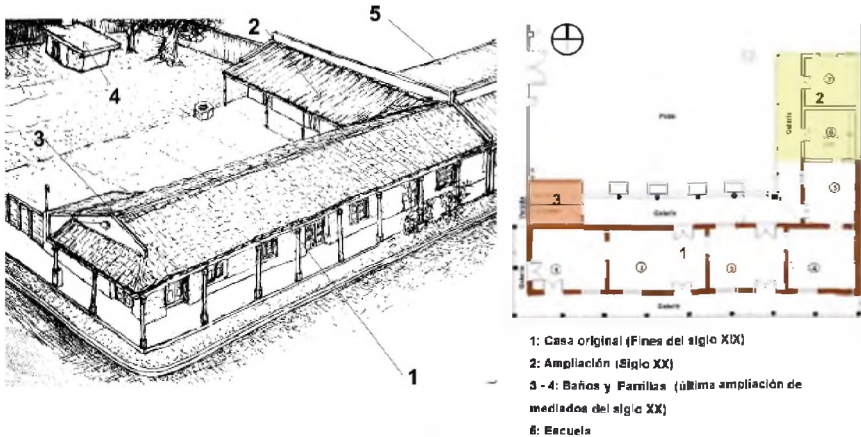 5
2
4
3
1
2
Galería
Patio
3
Galería
1
Galería
Galería
1: Casa original (Fines del siglo XIX)
2: Ampliación (Siglo XX)
3 - 4: Baños y Parrillas (última ampliación de
mediados del siglo XX)
5: Escuela